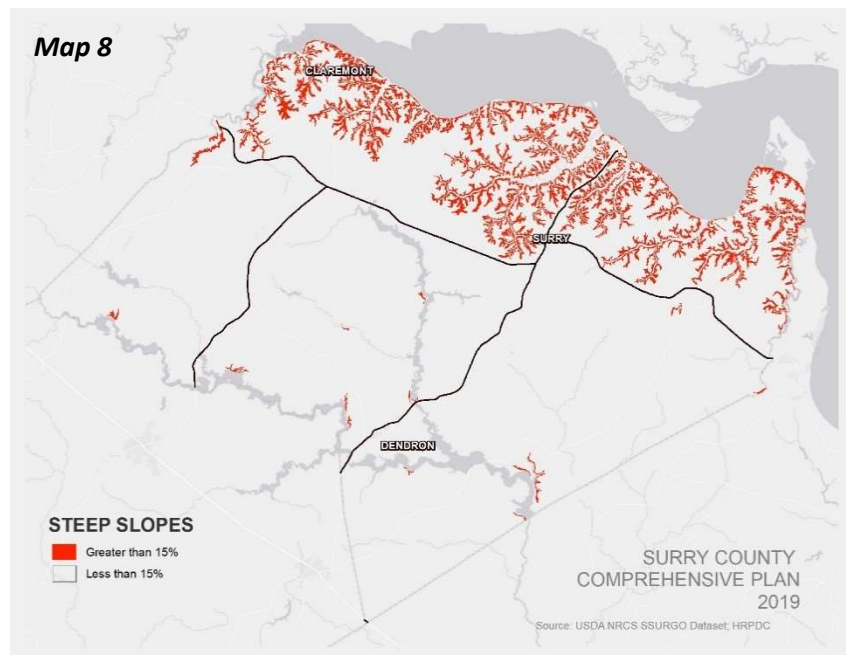 Map 8
CLAREMONT
SURRY
DENDRON
STEEP SLOPES
Greater than 15%
Less than 15%
SURRY COUNTY
COMPREHENSIVE PLAN
2019
Source: USDA NRCS SSURGO Dataset; HRPDC